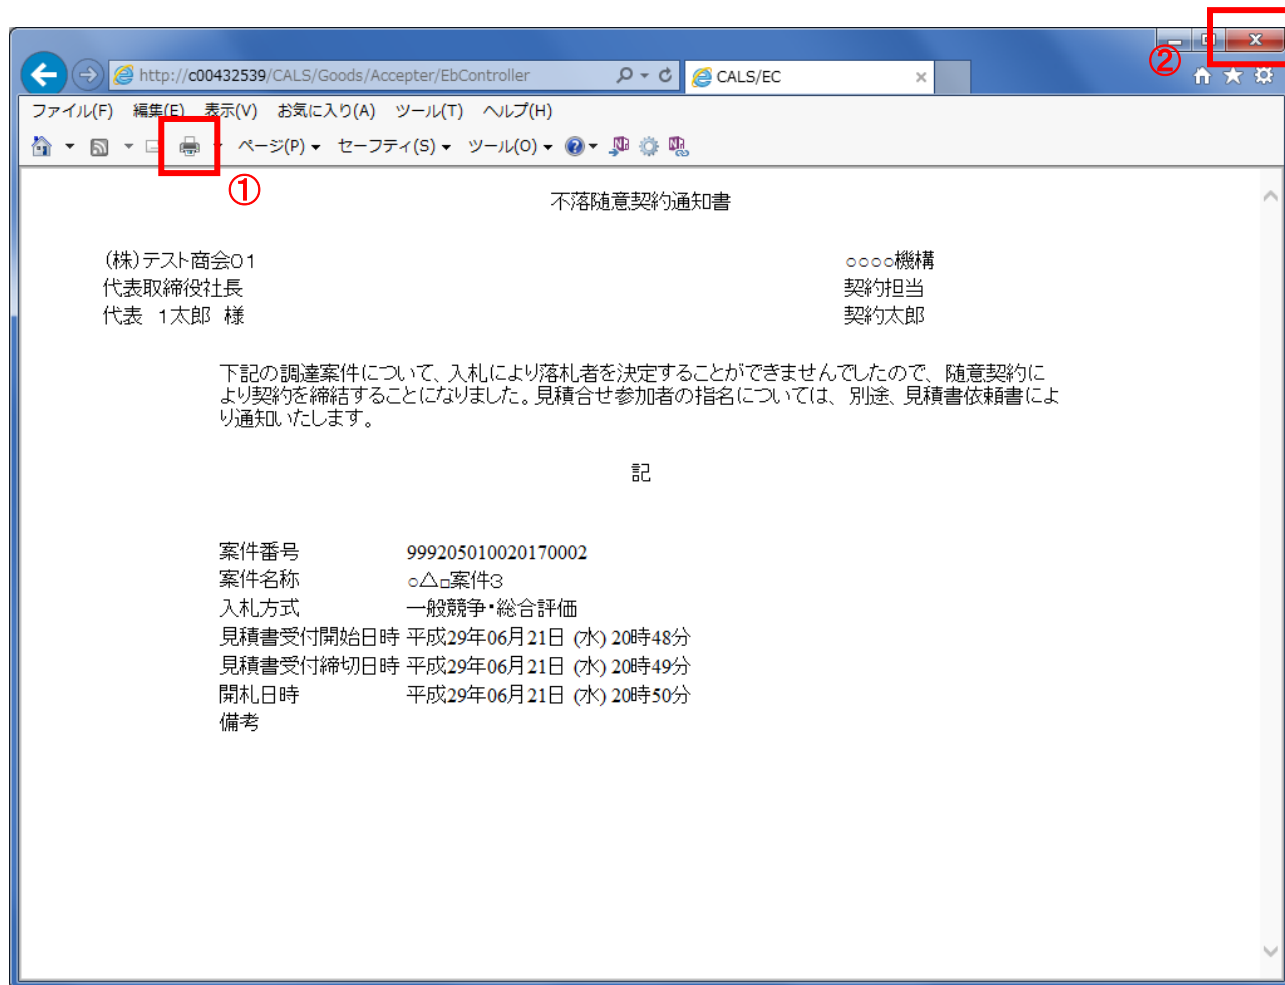 ②
http://c00432539/CALS/Goods/Accepter/EbController
CALS/EC
ファイル(F) 編集(E) 表示(V) お気に入り(A) ツール(T) ヘルプ(H)
ページ(P) セーフティ(S) ツール(O)
①
不落随意契約通知書
(株)テスト商会01
○○○○機構
代表取締役社長
契約担当
代表 1太郎 様
契約太郎
下記の調達案件について、入札により落札者を決定することができませんでしたので、随意契約に
より契約を締結することになりました。見積合せ参加者の指名については、別途、見積書依頼書によ
り通知いたします。
記
案件番号 999205010020170002
案件名称 ○△□案件3
入札方式 一般競争・総合評価
見積書受付開始日時 平成29年06月21日 (水) 20時48分
見積書受付締切日時 平成29年06月21日 (水) 20時49分
開札日時 平成29年06月21日 (水) 20時50分
備考